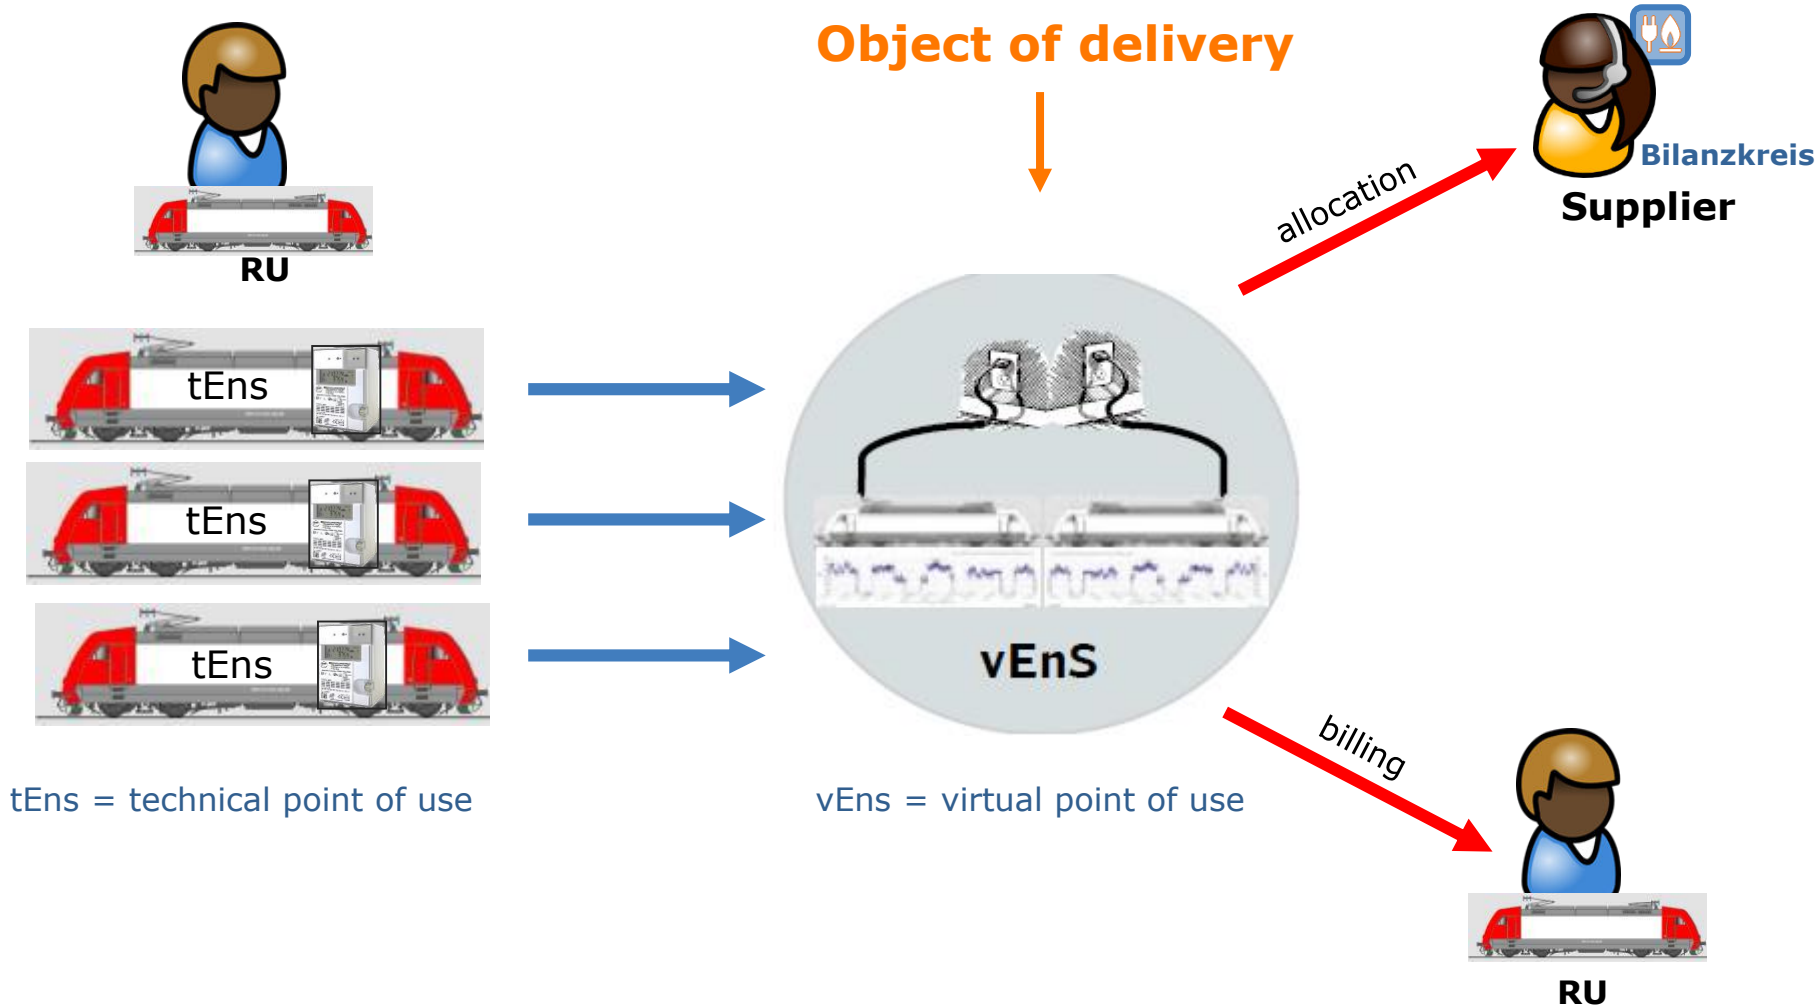 Object of delivery
Bilanzkreis
Supplier
allocation
RU
tEns
tEns
tEns
vEnS
billing
tEns = technical point of use
vEns = virtual point of use
RU